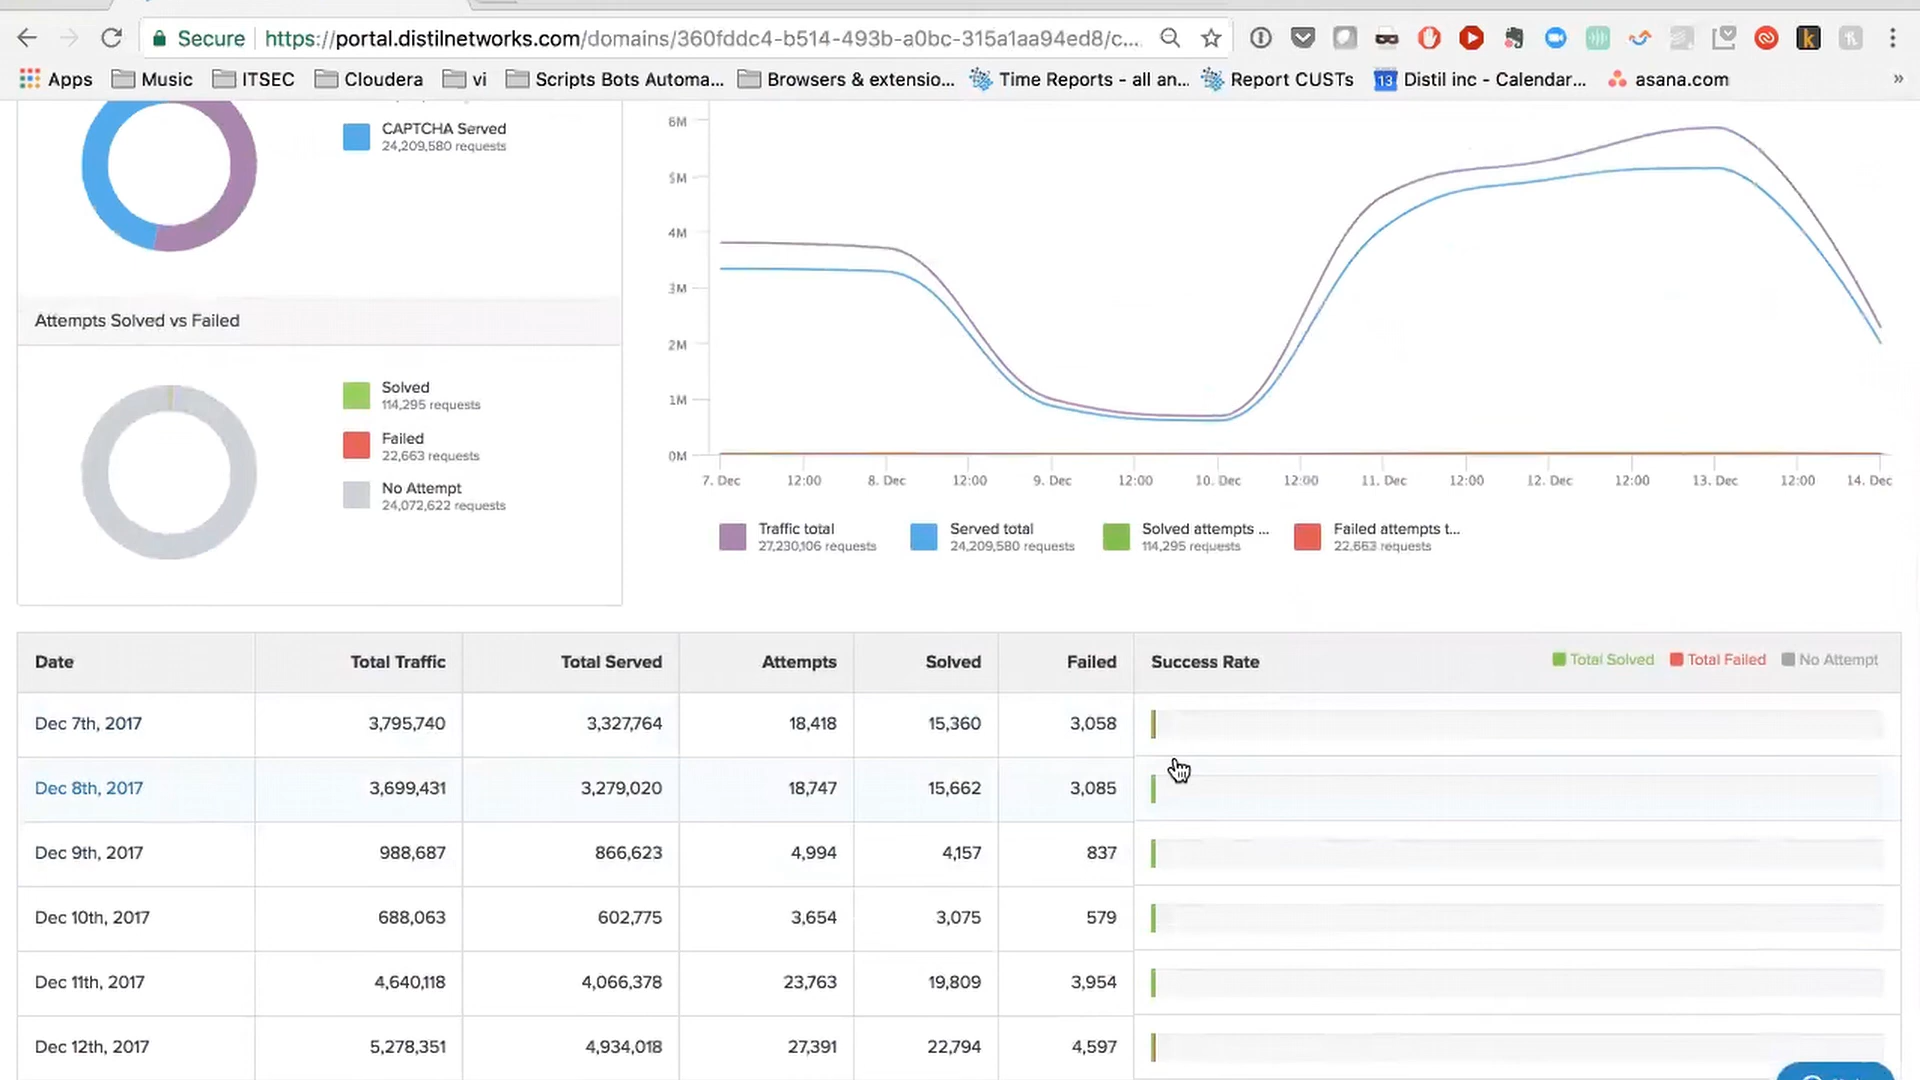 Secure https://portal.distilnetworks.com/domains/360fddc4-b514-493b-a0bc-315a1aa94ed8/c...
Apps Music ITSEC Cloudera vi Scripts Bots Automa... Browsers & extensio... Time Reports - all an... Report CUSTs 13 Distil inc - Calendar... asana.com »
CAPTCHA Served
24,209,580 requests
Attempts Solved vs Failed
Solved
114,295 requests
Failed
22,663 requests
No Attempt
24,072,622 requests
6M
5M
4M
3M
2M
1M
0M
7. Dec 12:00 8. Dec 12:00 9. Dec 12:00 10. Dec 12:00 11. Dec 12:00 12. Dec 12:00 13. Dec 12:00 14. Dec
Traffic total Served total Solved attempts ... Failed attempts t...
27,230,106 requests 24,209,580 requests 114,295 requests 22,663 requests
Date Total Traffic Total Served Attempts Solved Failed Success Rate Total Solved Total Failed No Attempt
Dec 7th, 2017 3,795,740 3,327,764 18,418 15,360 3,058
Dec 8th, 2017 3,699,431 3,279,020 18,747 15,662 3,085
Dec 9th, 2017 988,687 866,623 4,994 4,157 837
Dec 10th, 2017 688,063 602,775 3,654 3,075 579
Dec 11th, 2017 4,640,118 4,066,378 23,763 19,809 3,954
Dec 12th, 2017 5,278,351 4,934,018 27,391 22,794 4,597